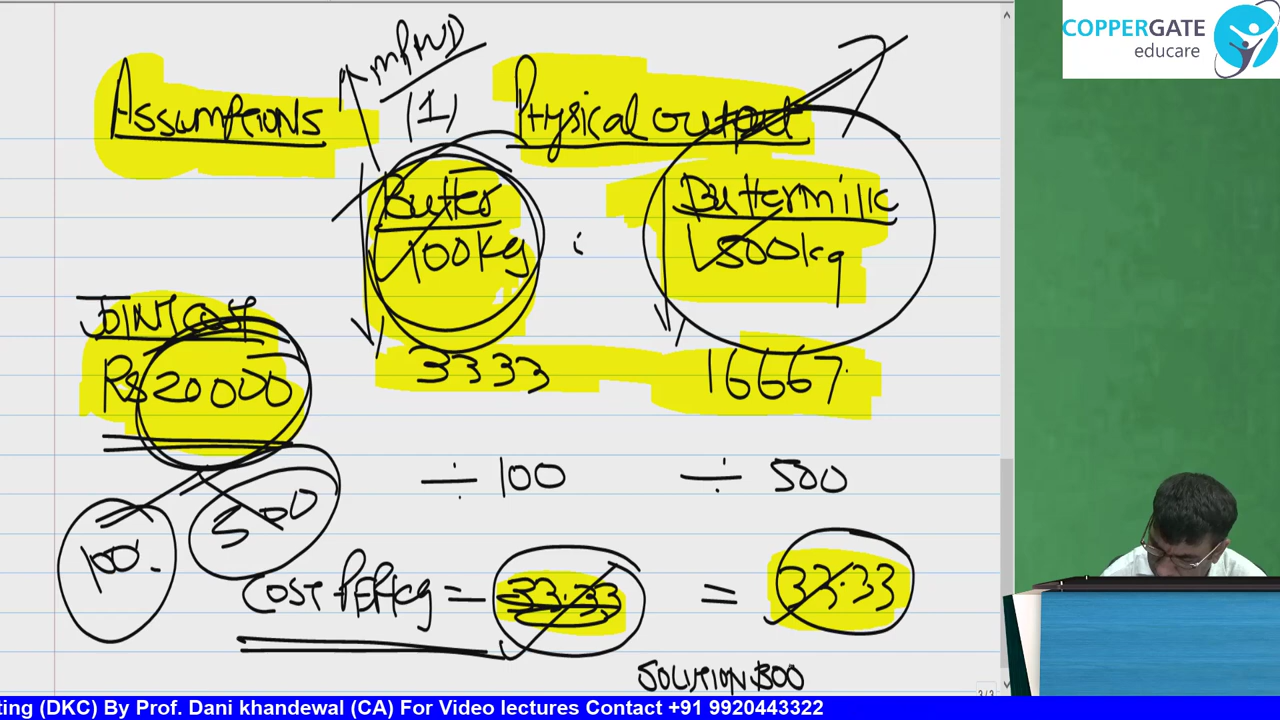 COPPERGATE
educare
MPWD
(1)
ASSUMPTIONS
Physical output
Butter
Buttermilk
100kg
:
500kg
JOINT COST
RS 20000
3333
16667
÷ 100
÷ 500
100
500
COST PER kg = 33.33
= 33.33
SOLUTION BOO
ting (DKC) By Prof. Dani khandewal (CA) For Video lectures Contact +91 9920443322